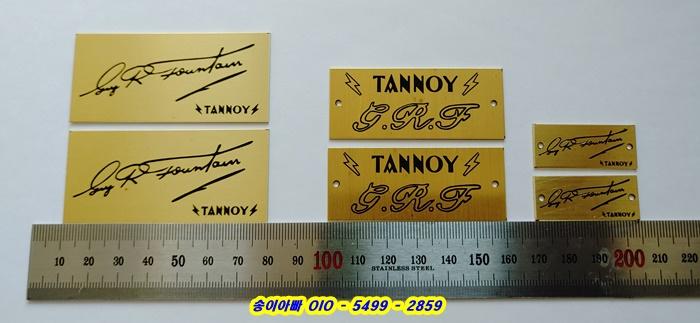 Guy R Fountain
TANNOY
Guy R Fountain
TANNOY
TANNOY
G.R.F
TANNOY
G.R.F
Guy R Fountain
TANNOY
Guy R Fountain
TANNOY
10 20 30 40 50 60 70 80 90 100 110 120 130 140 150 160 170 180 190 200 210 220
STAINLESS STEEL
송이아빠 010 - 5499 - 2859